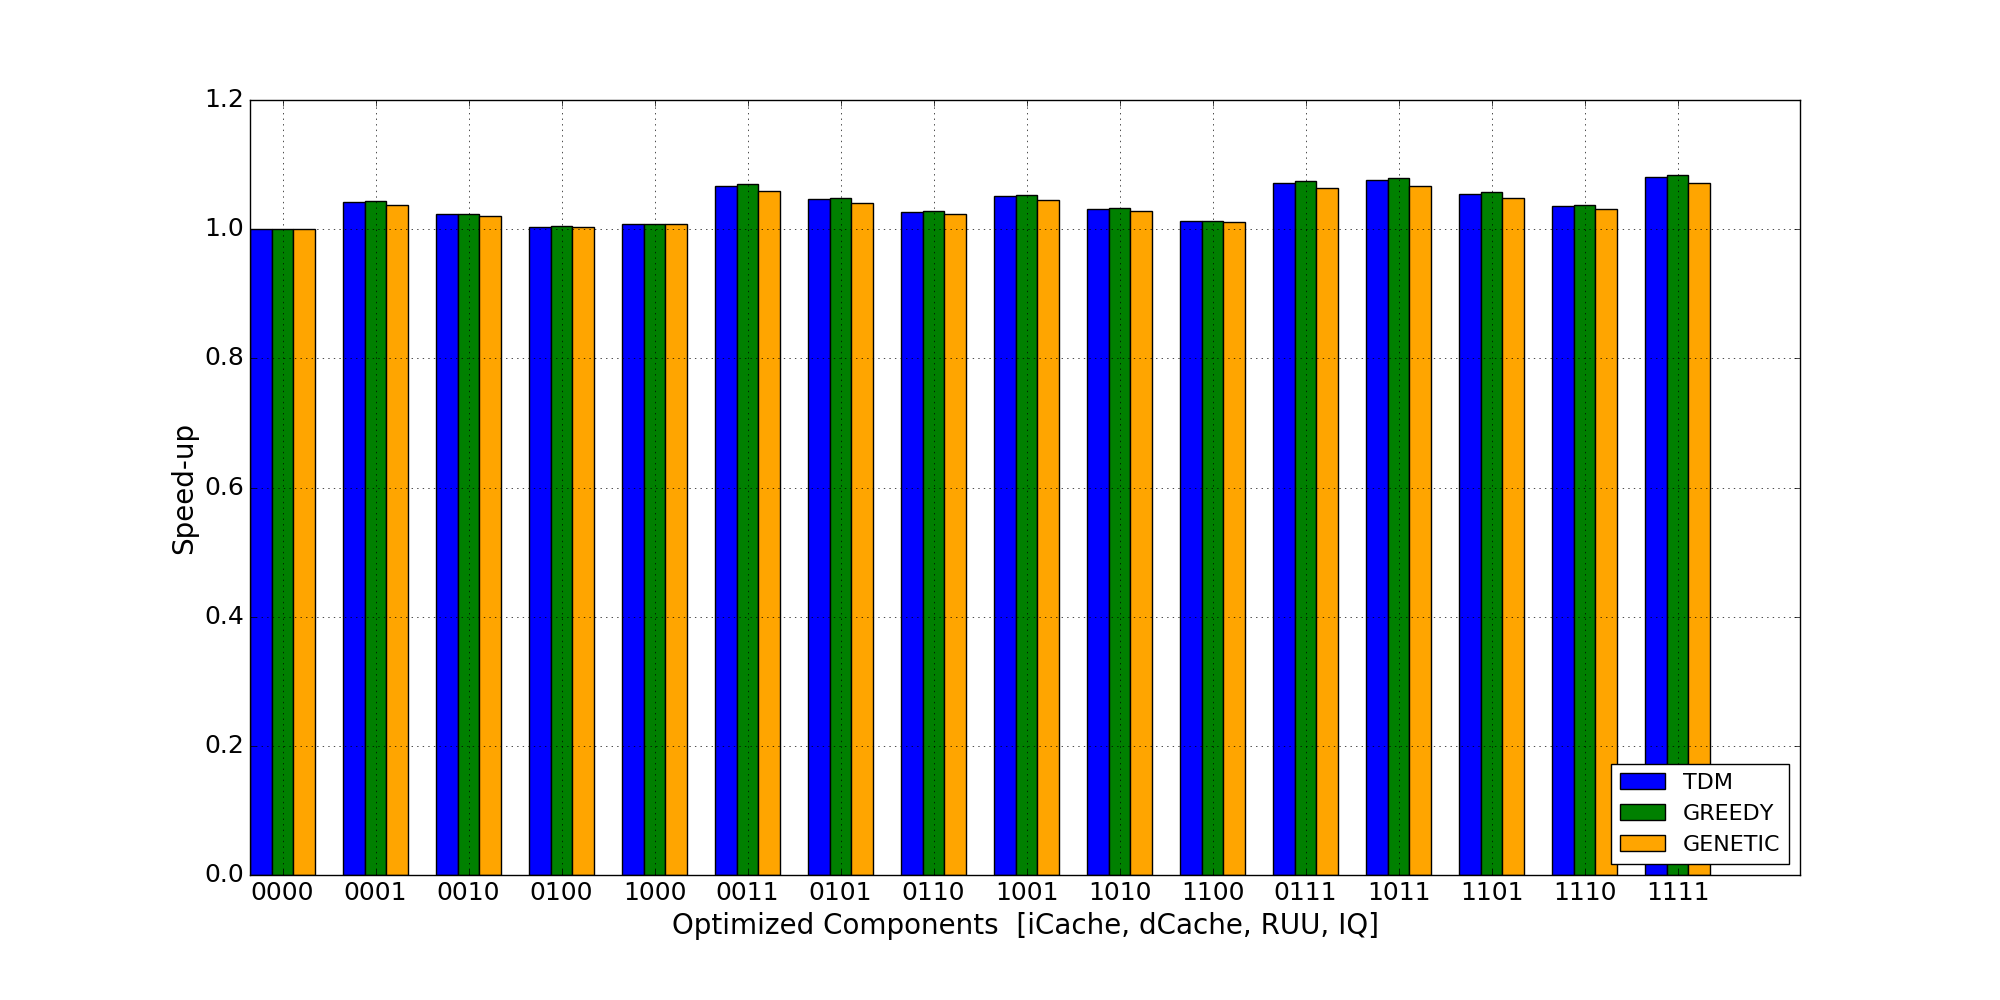 1.2
1.0
0.8
0.6
0.4
0.2
0.0
Speed-up
TDM
GREEDY
GENETIC
0000 0001 0010 0100 1000 0011 0101 0110 1001 1010 1100 0111 1011 1101 1110 1111
Optimized Components [iCache, dCache, RUU, IQ]